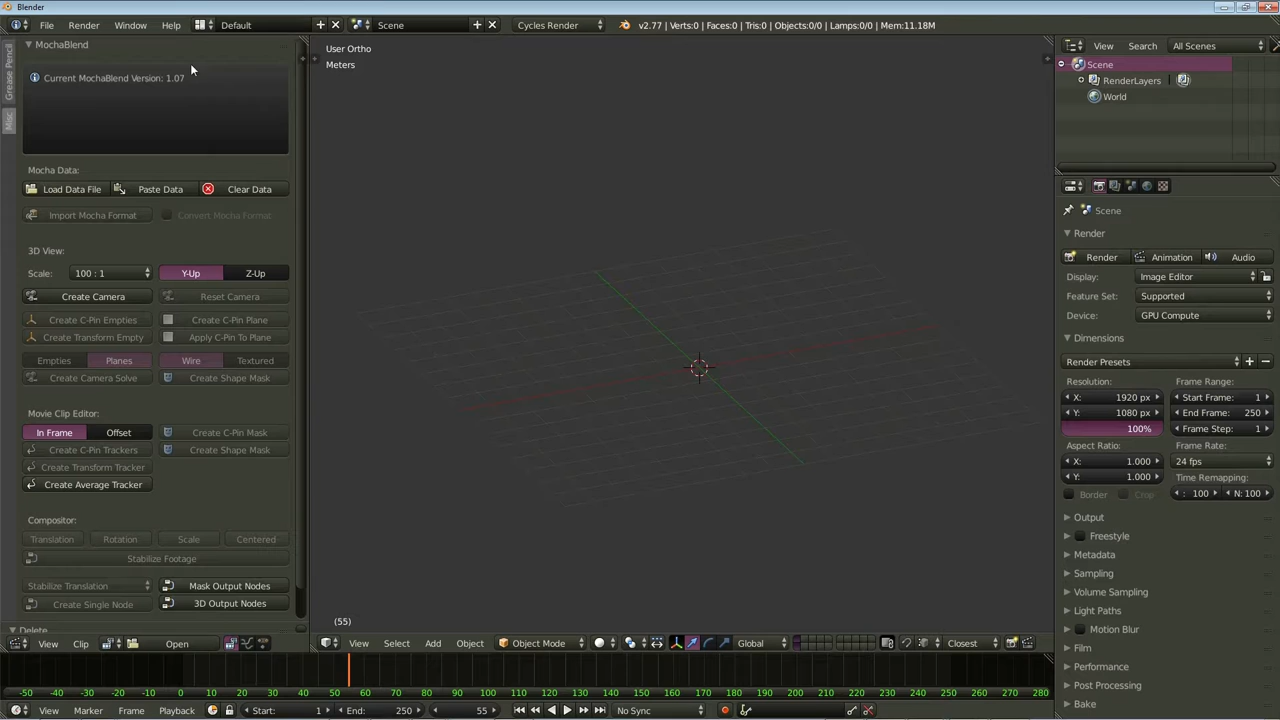 Blender
File Render Window Help Default Scene Cycles Render v2.77 | Verts:0 | Faces:0 | Tris:0 | Objects:0/0 | Lamps:0/0 | Mem:11.18M
Grease Pencil
Misc
MochaBlend
Current MochaBlend Version: 1.07
Mocha Data:
Load Data File Paste Data Clear Data
Import Mocha Format Convert Mocha Format
3D View:
Scale: 100 : 1 Y-Up Z-Up
Create Camera Reset Camera
Create C-Pin Empties Create C-Pin Plane
Create Transform Empty Apply C-Pin To Plane
Empties Planes Wire Textured
Create Camera Solve Create Shape Mask
Movie Clip Editor:
In Frame Offset Create C-Pin Mask
Create C-Pin Trackers Create Shape Mask
Create Transform Tracker
Create Average Tracker
Compositor:
Translation Rotation Scale Centered
Stabilize Footage
Stabilize Translation Mask Output Nodes
Create Single Node 3D Output Nodes
Delete
View Clip Open
User Ortho
Meters
(55)
View Select Add Object Object Mode Global Closest
View Search All Scenes
Scene
RenderLayers
World
Scene
Render
Render Animation Audio
Display: Image Editor
Feature Set: Supported
Device: GPU Compute
Dimensions
Render Presets
Resolution: Frame Range:
X: 1920 px Start Frame: 1
Y: 1080 px End Frame: 250
100% Frame Step: 1
Aspect Ratio: Frame Rate:
X: 1.000 24 fps
Y: 1.000 Time Remapping:
Border Crop : 100 N: 100
Output
Freestyle
Metadata
Sampling
Volume Sampling
Light Paths
Motion Blur
Film
Performance
Post Processing
Bake
-50 -40 -30 -20 -10 0 10 20 30 40 50 60 70 80 90 100 110 120 130 140 150 160 170 180 190 200 210 220 230 240 250 260 270 280
View Marker Frame Playback Start: 1 End: 250 55 No Sync